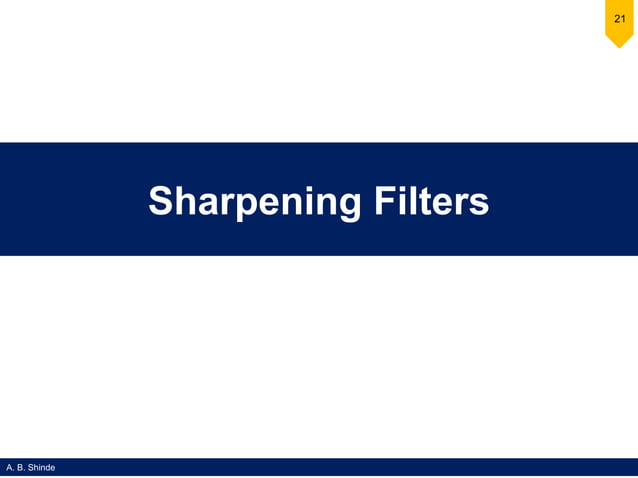 21
Sharpening Filters
A. B. Shinde